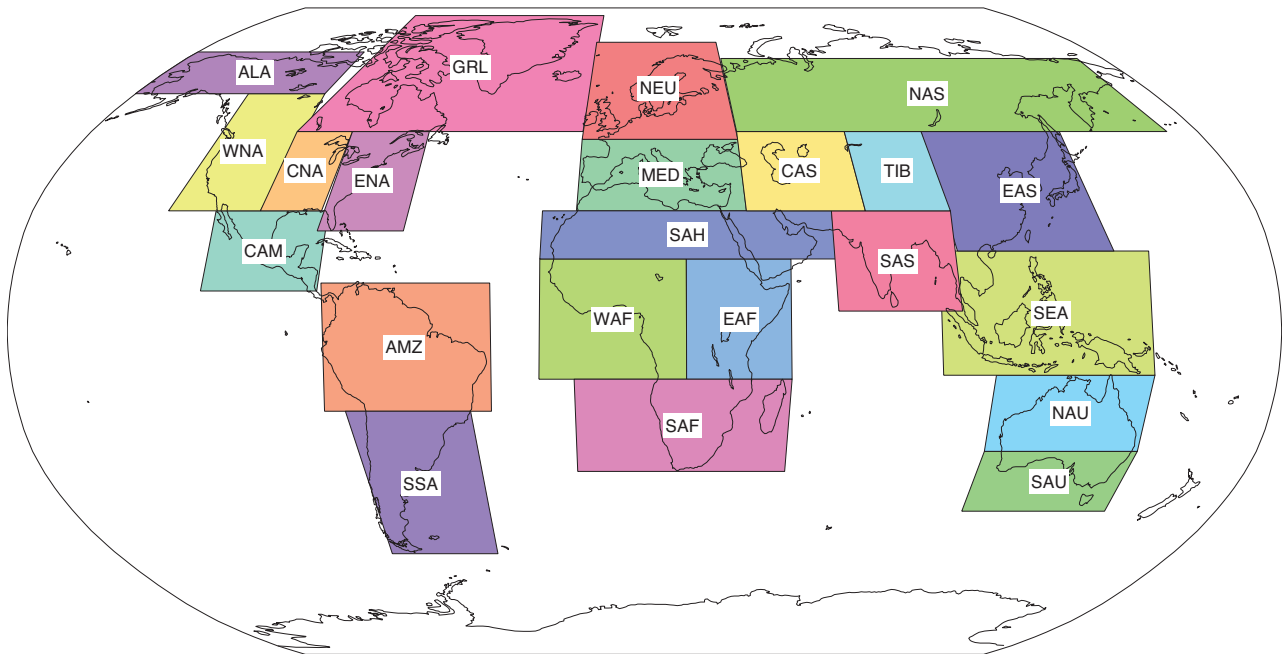 ALA
GRL
NEU
NAS
WNA
CNA
ENA
MED
CAS
TIB
EAS
CAM
SAH
SAS
WAF
EAF
SEA
AMZ
SAF
NAU
SSA
SAU